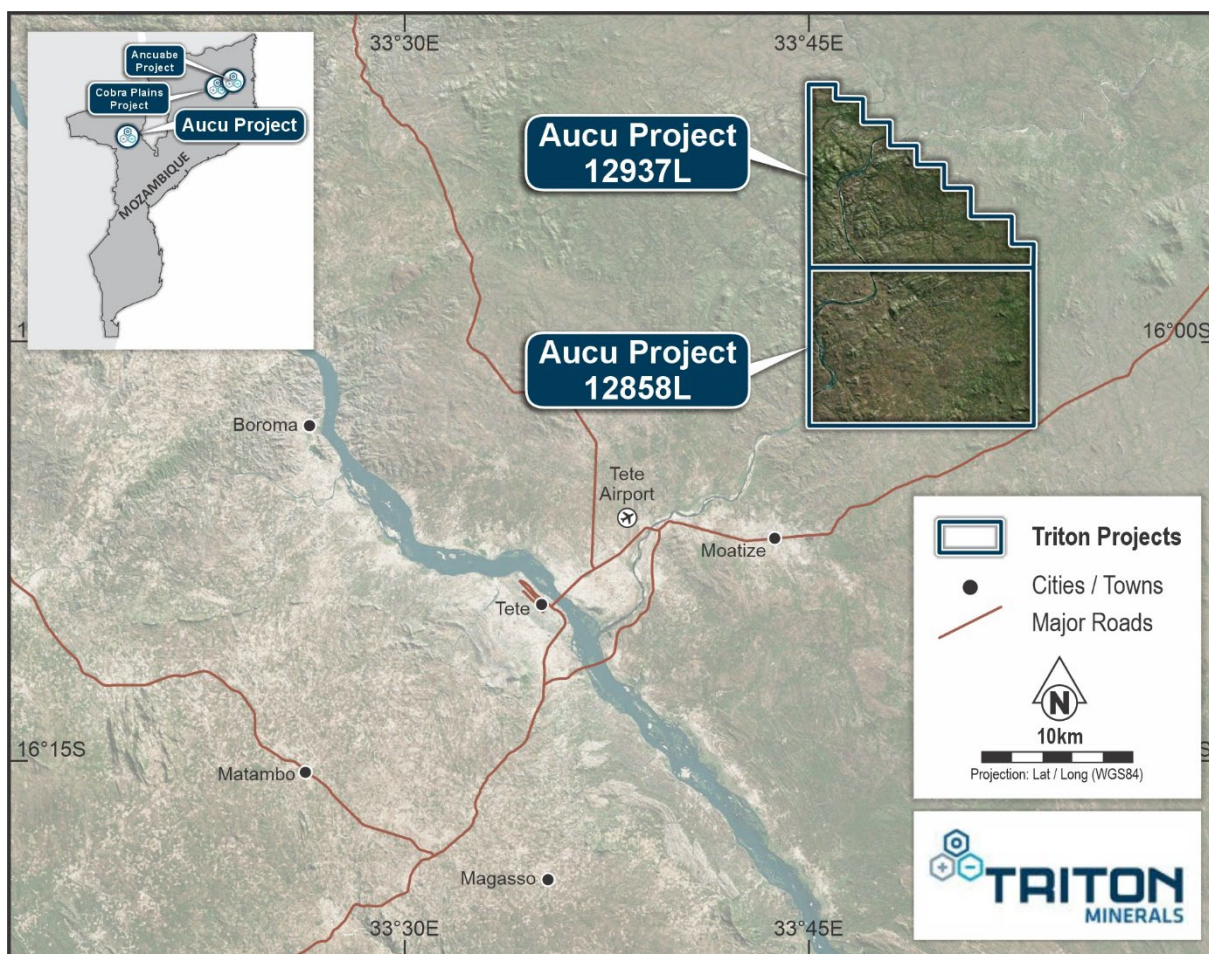 33°30E
33°45E
Ancuabe
Project
Cobra Plains
Project
Aucu Project
MOZAMBIQUE
Aucu Project
12937L
Aucu Project
12858L
16°00S
Boroma
Tete
Airport
Moatize
Tete
Triton Projects
Cities / Towns
Major Roads
N
10km
Projection: Lat / Long (WGS84)
16°15S
Matambo
Magasso
33°30E
33°45E
TRITON
MINERALS